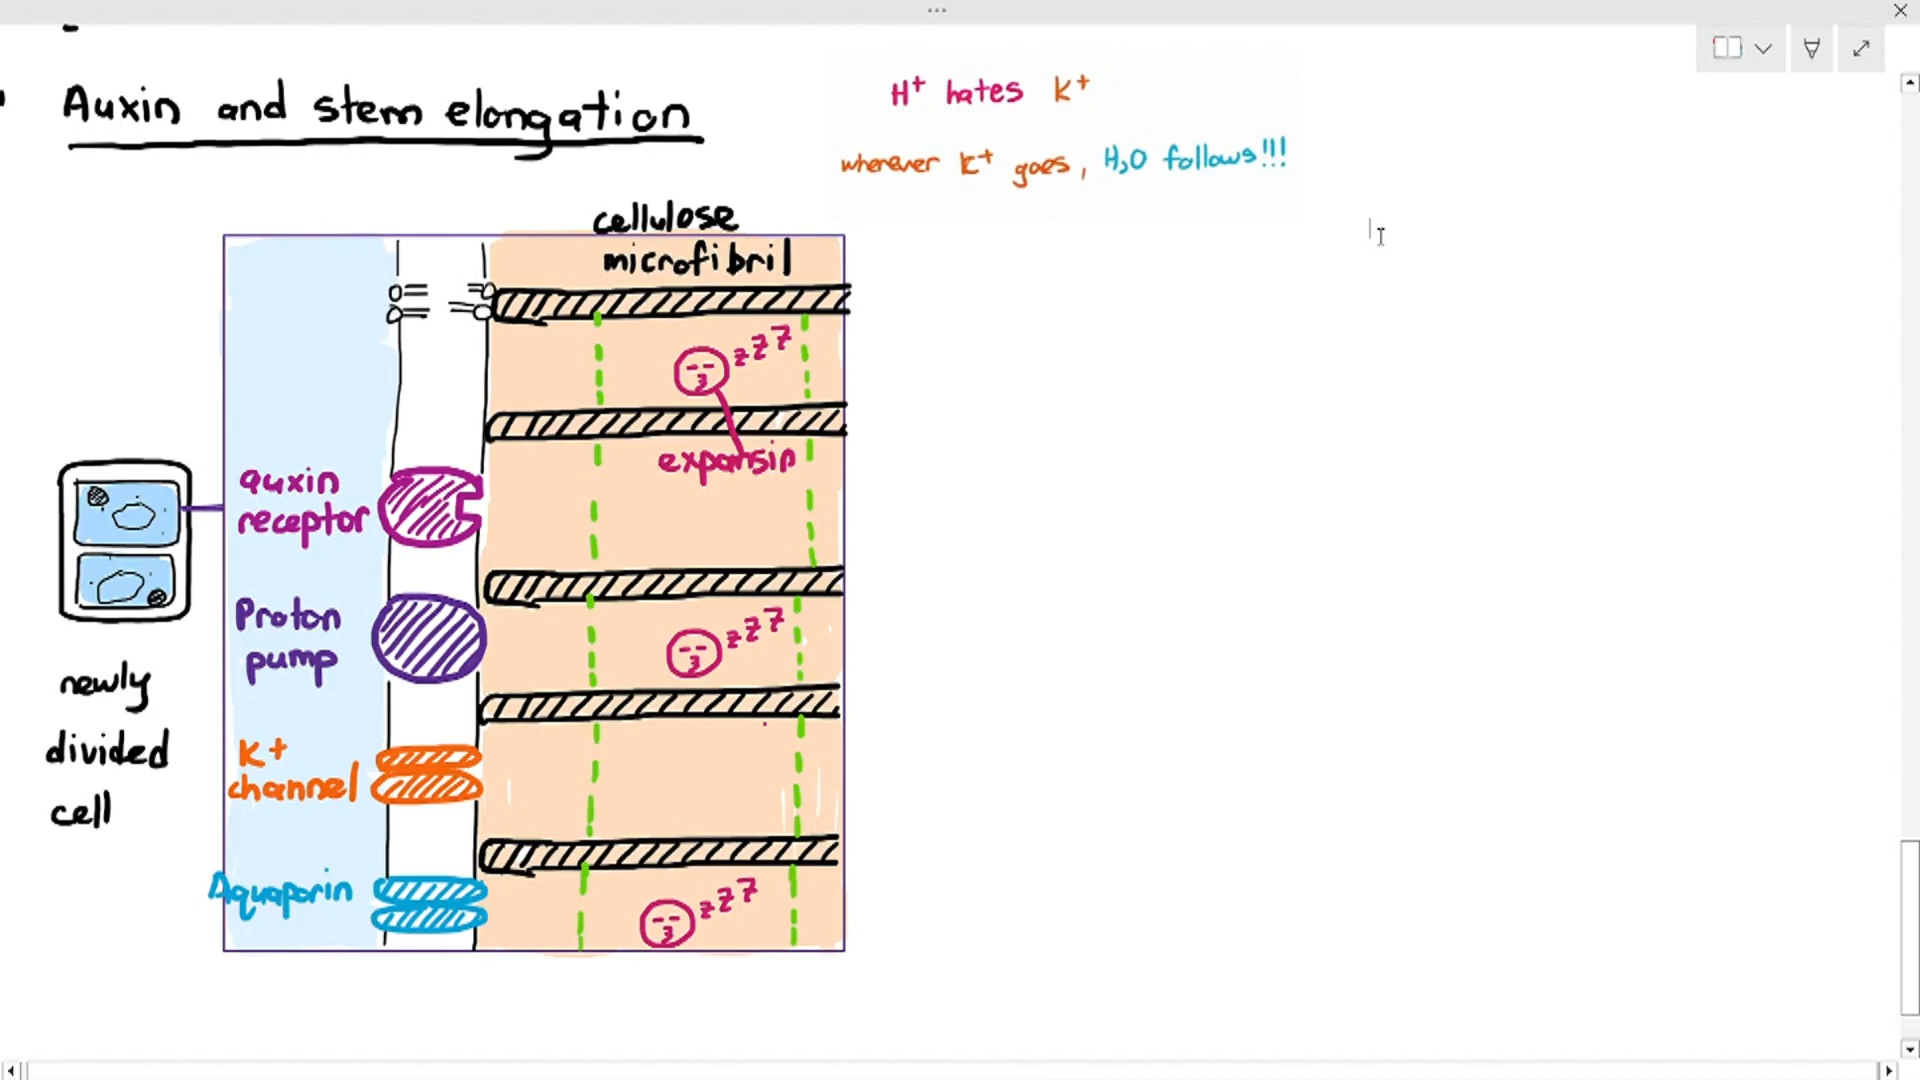 Auxin and stem elongation
H⁺ hates K⁺
wherever K⁺ goes, H₂O follows!!!
cellulose
microfibril
zzz
expansin
auxin
receptor
Proton
pump
zzz
K⁺
channel
Aquaporin
zzz
newly
divided
cell